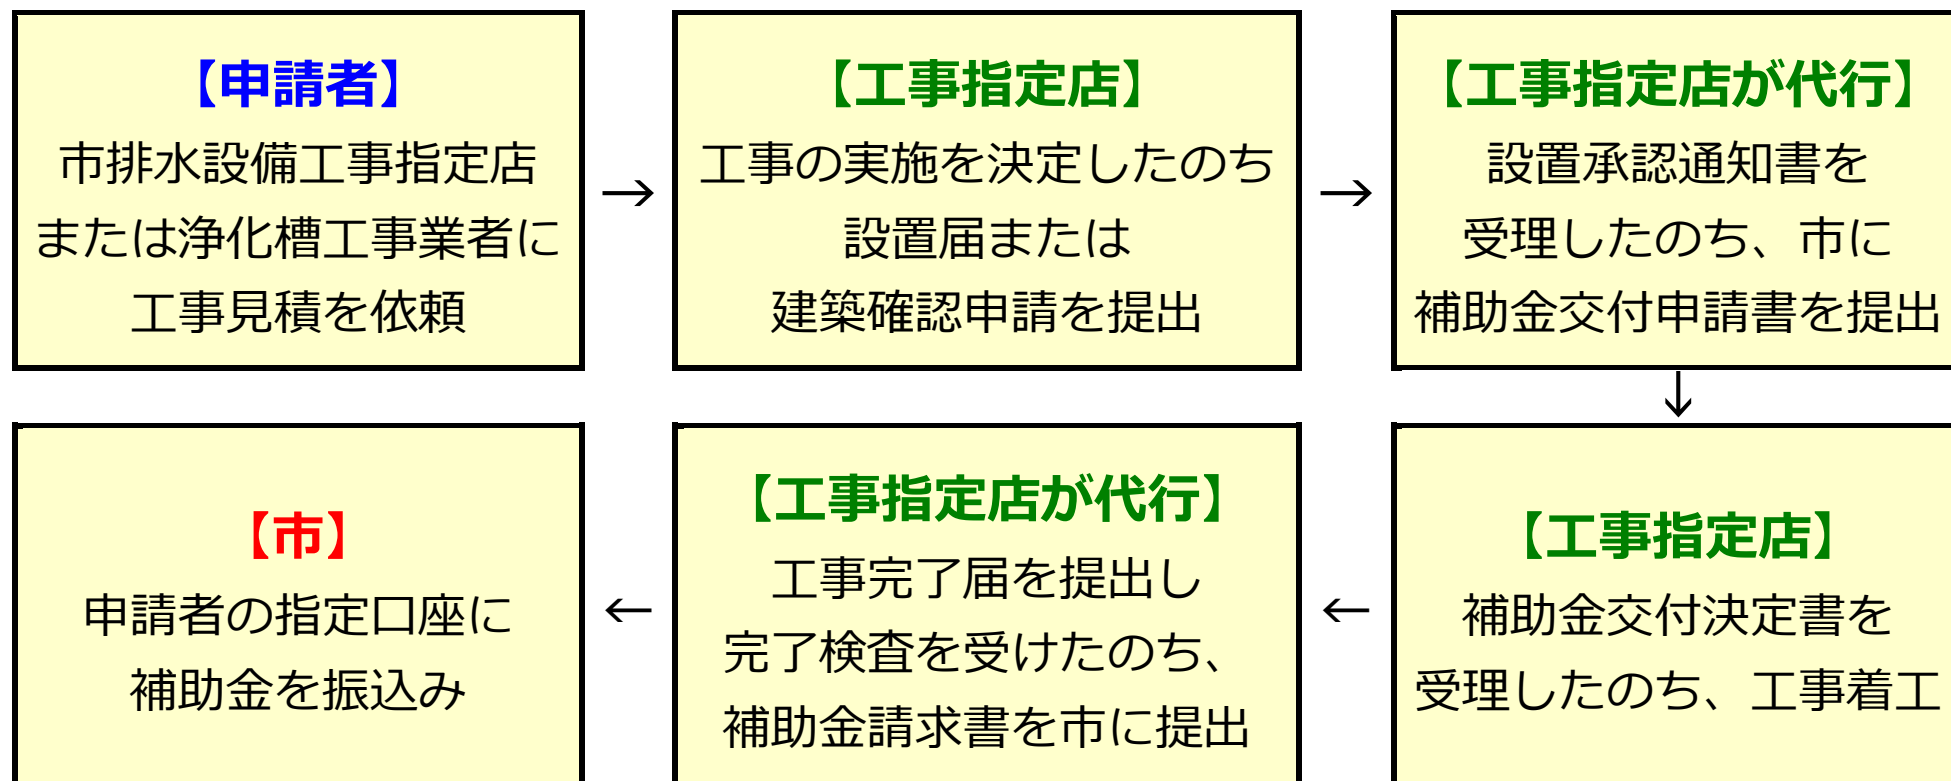 【申請者】
市排水設備工事指定店
または浄化槽工事業者に
工事見積を依頼
→
【工事指定店】
工事の実施を決定したのち
設置届または
建築確認申請を提出
→
【工事指定店が代行】
設置承認通知書を
受理したのち、市に
補助金交付申請書を提出
↓
【工事指定店】
補助金交付決定書を
受理したのち、工事着工
←
【工事指定店が代行】
工事完了届を提出し
完了検査を受けたのち、
補助金請求書を市に提出
←
【市】
申請者の指定口座に
補助金を振込み